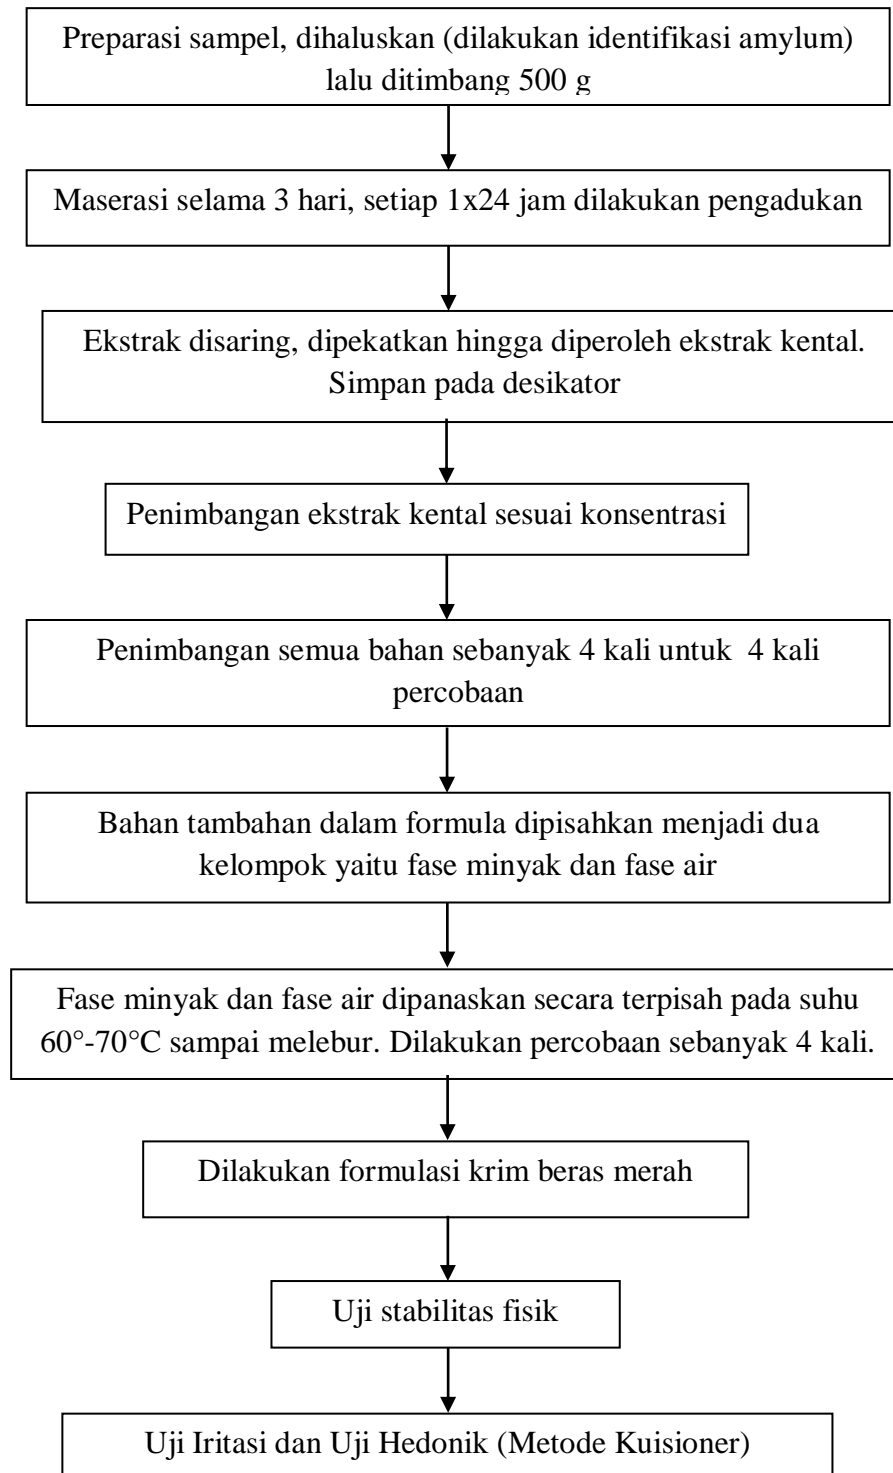 Preparasi sampel, dihaluskan (dilakukan identifikasi amylum)
lalu ditimbang 500 g
Maserasi selama 3 hari, setiap 1x24 jam dilakukan pengadukan
Ekstrak disaring, dipekatkan hingga diperoleh ekstrak kental.
Simpan pada desikator
Penimbangan ekstrak kental sesuai konsentrasi
Penimbangan semua bahan sebanyak 4 kali untuk 4 kali
percobaan
Bahan tambahan dalam formula dipisahkan menjadi dua
kelompok yaitu fase minyak dan fase air
Fase minyak dan fase air dipanaskan secara terpisah pada suhu
60°-70°C sampai melebur. Dilakukan percobaan sebanyak 4 kali.
Dilakukan formulasi krim beras merah
Uji stabilitas fisik
Uji Iritasi dan Uji Hedonik (Metode Kuisioner)